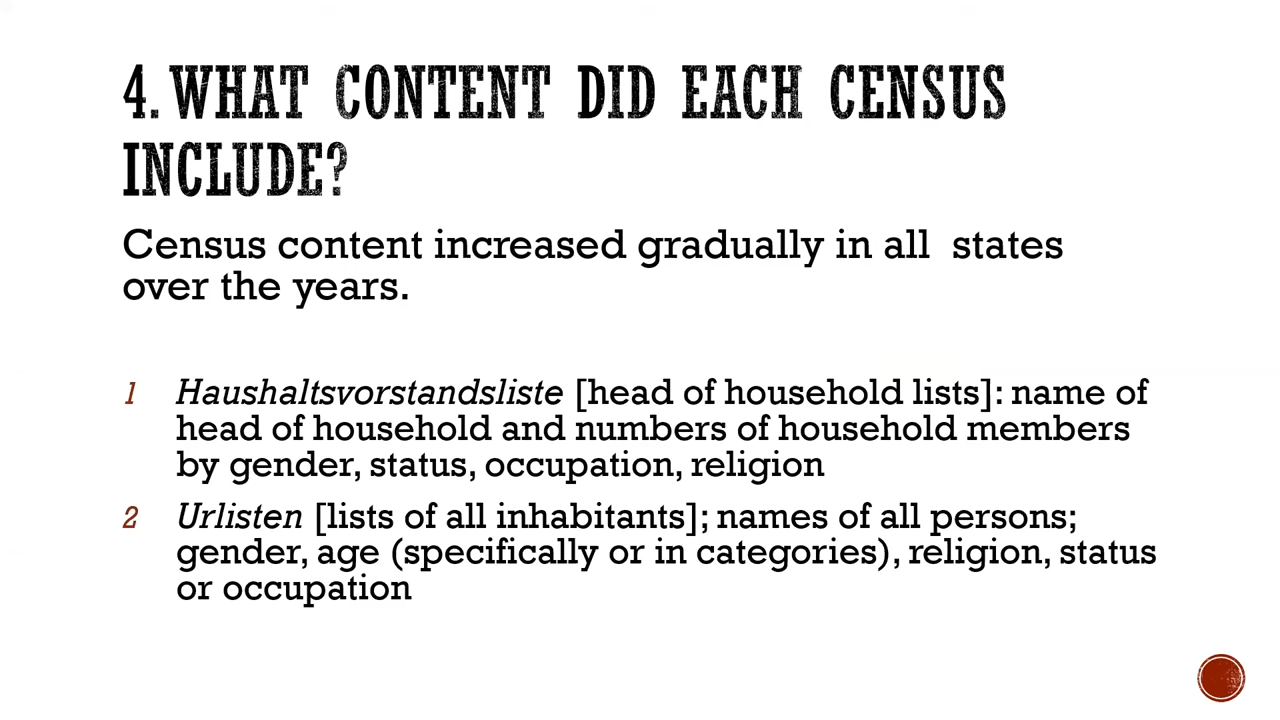 4. WHAT CONTENT DID EACH CENSUS
INCLUDE?
Census content increased gradually in all states
over the years.
1 Haushaltsvorstandsliste [head of household lists]: name of
head of household and numbers of household members
by gender, status, occupation, religion
2 Urlisten [lists of all inhabitants]; names of all persons;
gender, age (specifically or in categories), religion, status
or occupation